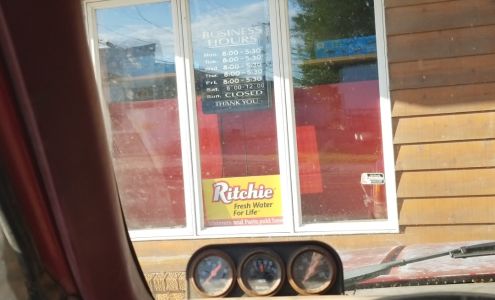 BUSINESS
HOURS
Mon. 8:00 - 5:30
Tue. 8:00 - 5:30
Wed. 8:00 - 5:30
Thu. 8:00 - 5:30
Fri. 8:00 - 5:30
Sat. 8:00 - 12:00
Sun. CLOSED
THANK YOU
Ritchie
Fresh Water
For Life
and Parts